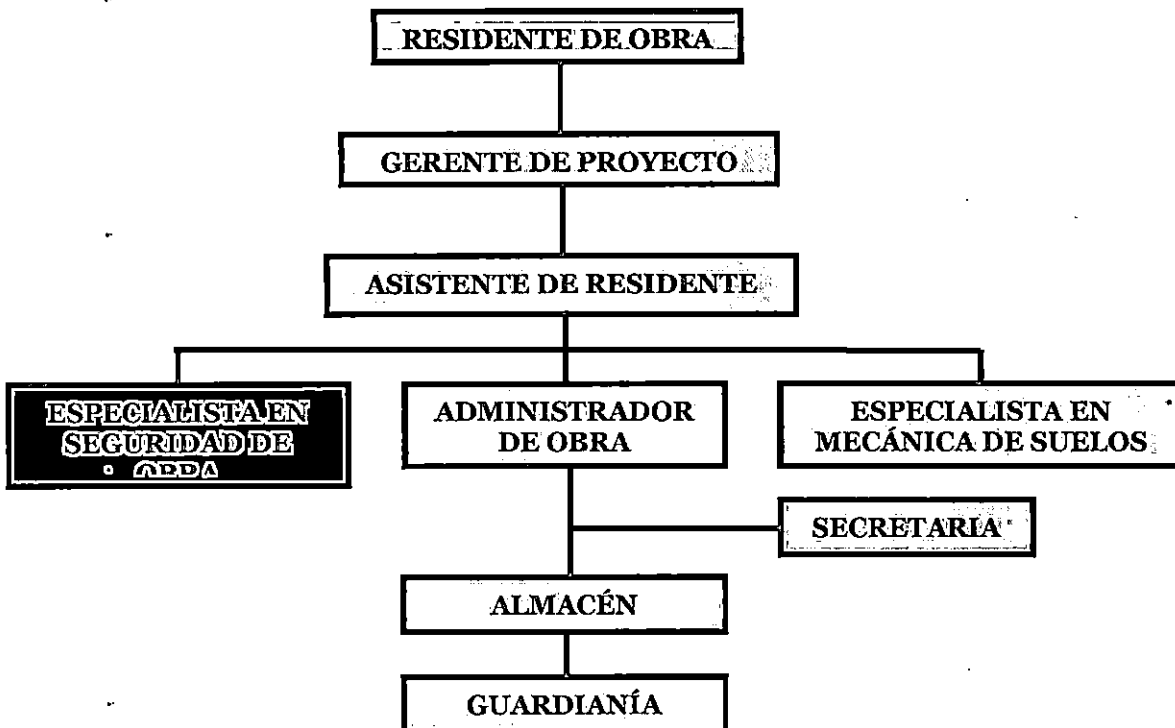 RESIDENTE DE OBRA
GERENTE DE PROYECTO
ASISTENTE DE RESIDENTE
ESPECIALISTA EN
SEGURIDAD DE
OBRA
ADMINISTRADOR
DE OBRA
ESPECIALISTA EN
MECÁNICA DE SUELOS
SECRETARIA
ALMACÉN
GUARDIANÍA